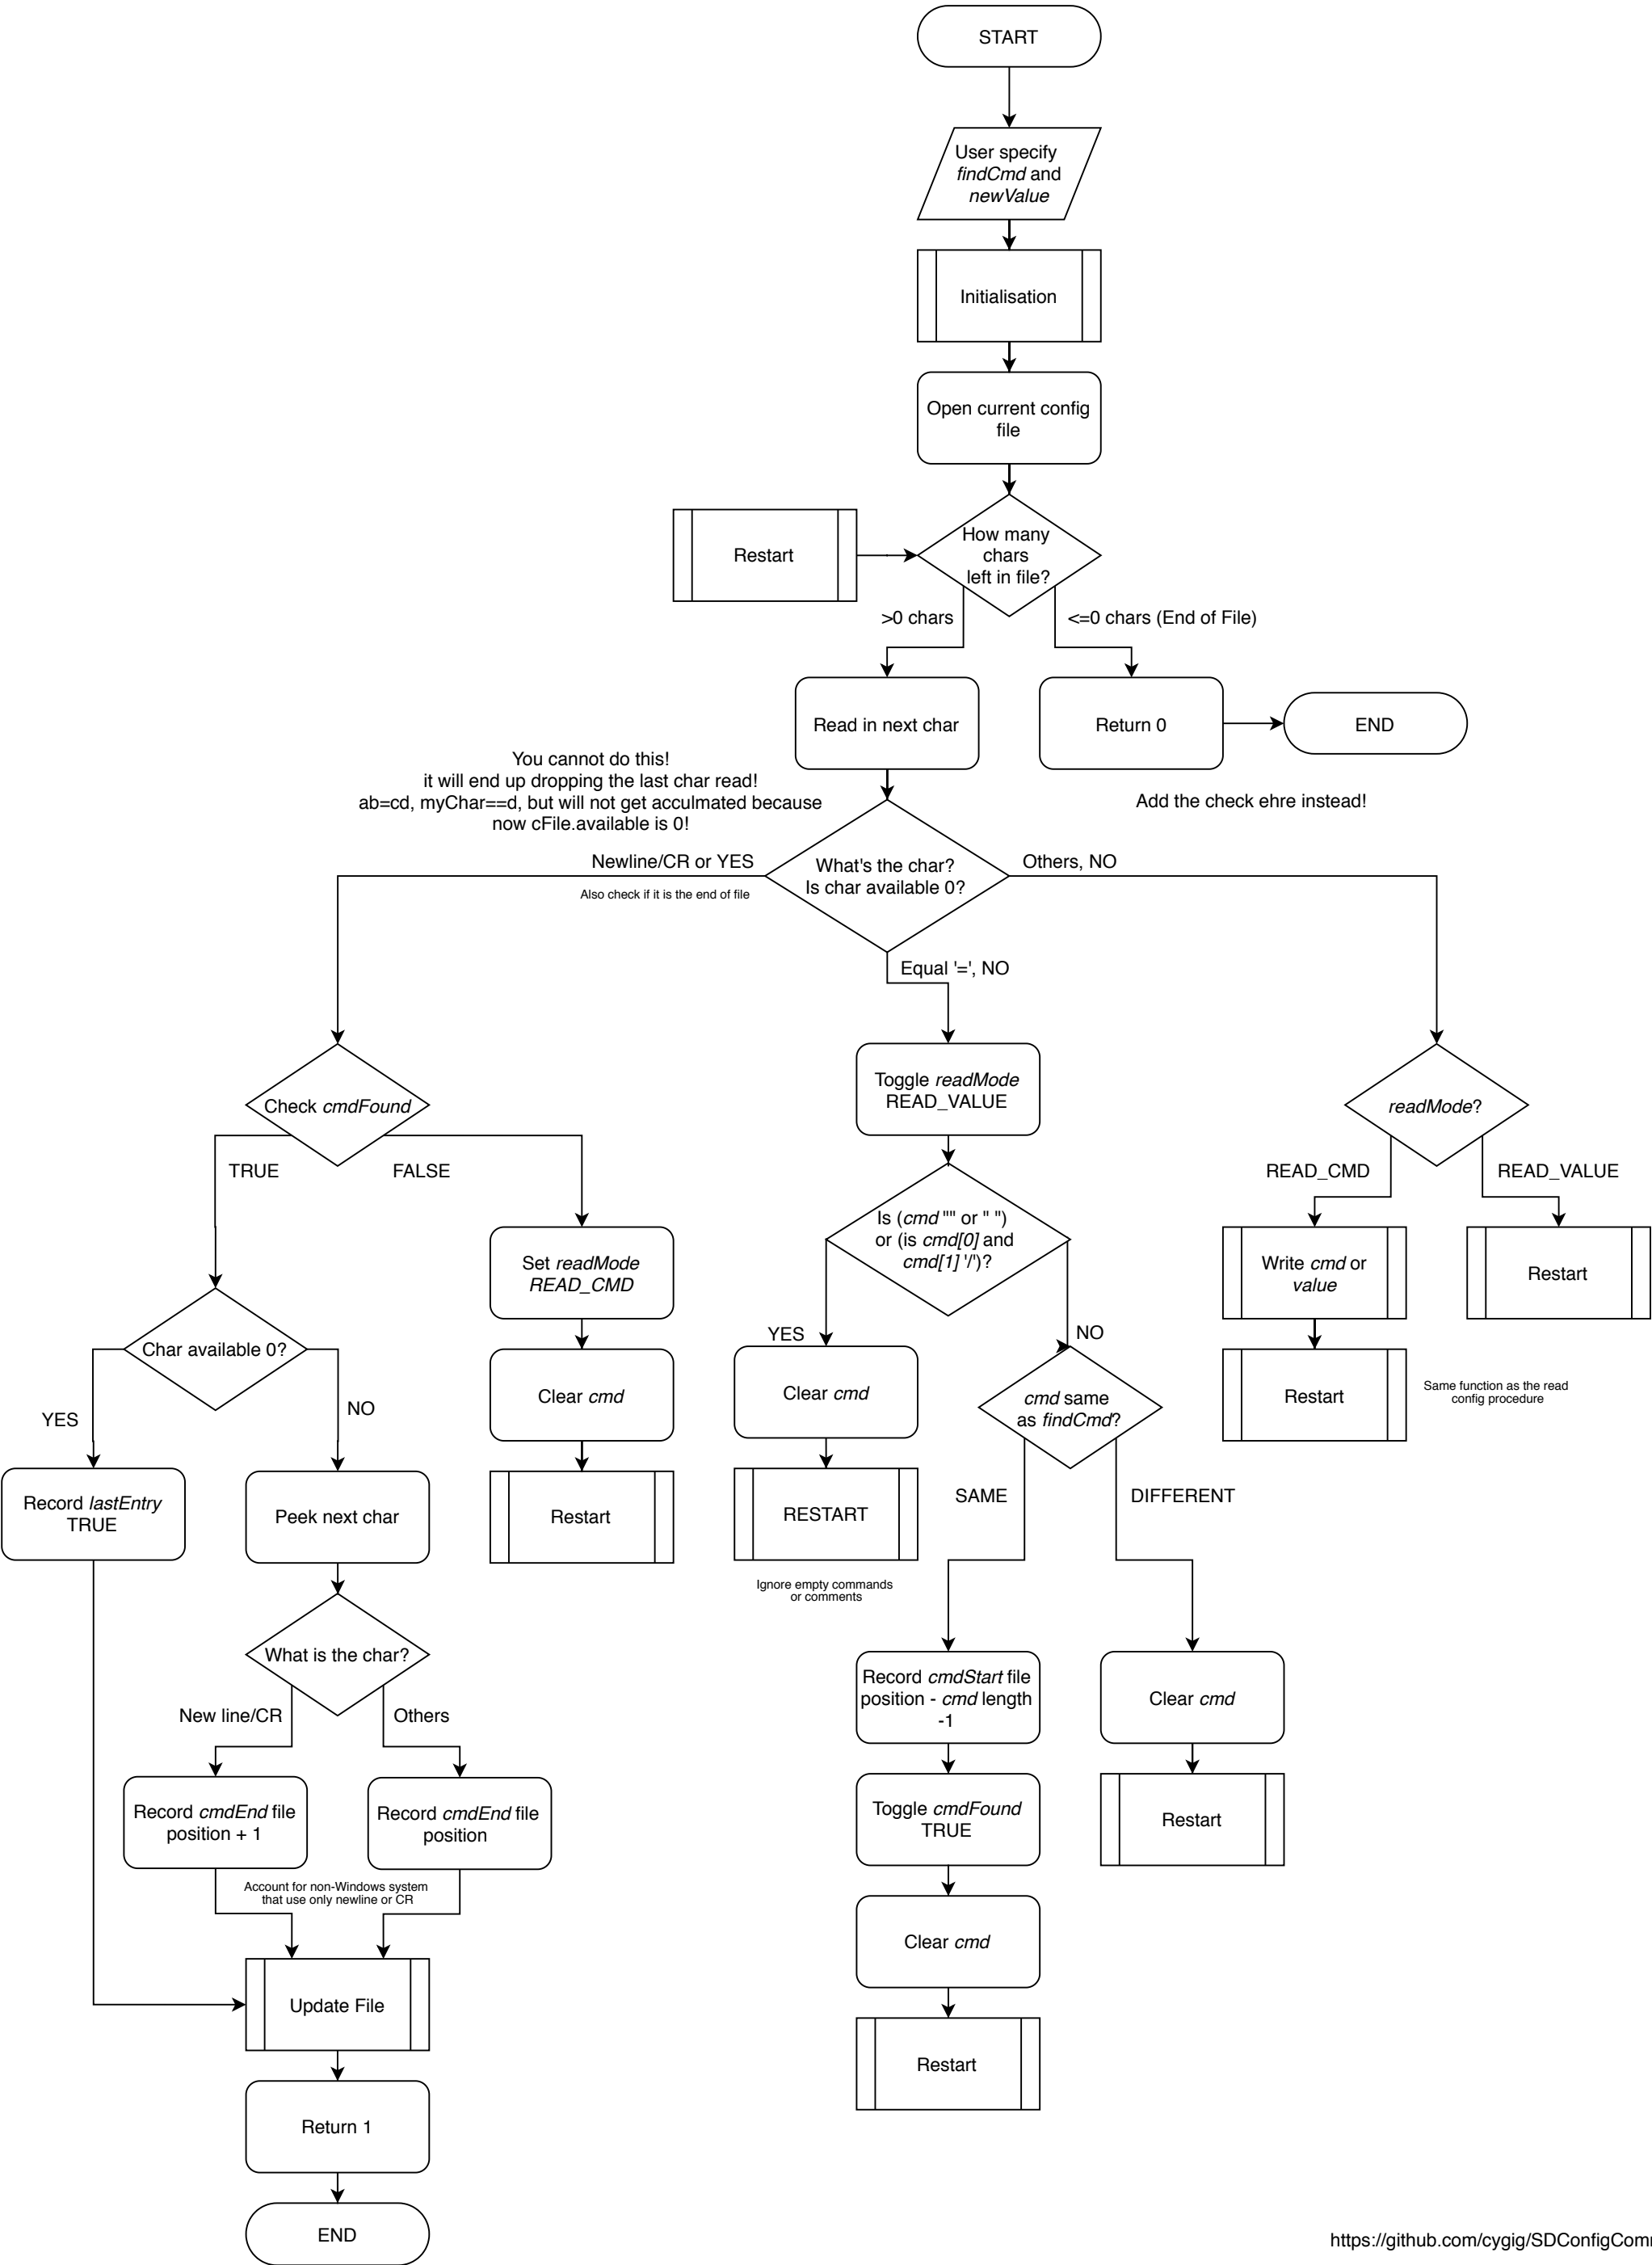 START
User specify
findCmd and
newValue
Initialisation
Open current config
file
How many
chars
left in file?
Restart
>0 chars
<=0 chars (End of File)
Read in next char
Return 0
END
You cannot do this!
it will end up dropping the last char read!
ab=cd, myChar==d, but will not get acculmated because
now cFile.available is 0!
Add the check ehre instead!
Newline/CR or YES
What's the char?
Is char available 0?
Others, NO
Also check if it is the end of file
Equal '=', NO
Check cmdFound
Toggle readMode
READ_VALUE
readMode?
TRUE
FALSE
READ_CMD
READ_VALUE
Set readMode
READ_CMD
Is (cmd "" or " ")
or (is cmd[0] and
cmd[1] '/')?
Write cmd or
value
Restart
Char available 0?
YES
NO
YES
NO
Clear cmd
Clear cmd
cmd same
as findCmd?
Restart
Same function as the read
config procedure
Record lastEntry
TRUE
Peek next char
Restart
RESTART
SAME
DIFFERENT
Ignore empty commands
or comments
What is the char?
New line/CR
Others
Record cmdStart file
position - cmd length
-1
Clear cmd
Record cmdEnd file
position + 1
Record cmdEnd file
position
Toggle cmdFound
TRUE
Restart
Account for non-Windows system
that use only newline or CR
Clear cmd
Update File
Restart
Return 1
END
https://github.com/cygig/SDConfigCom